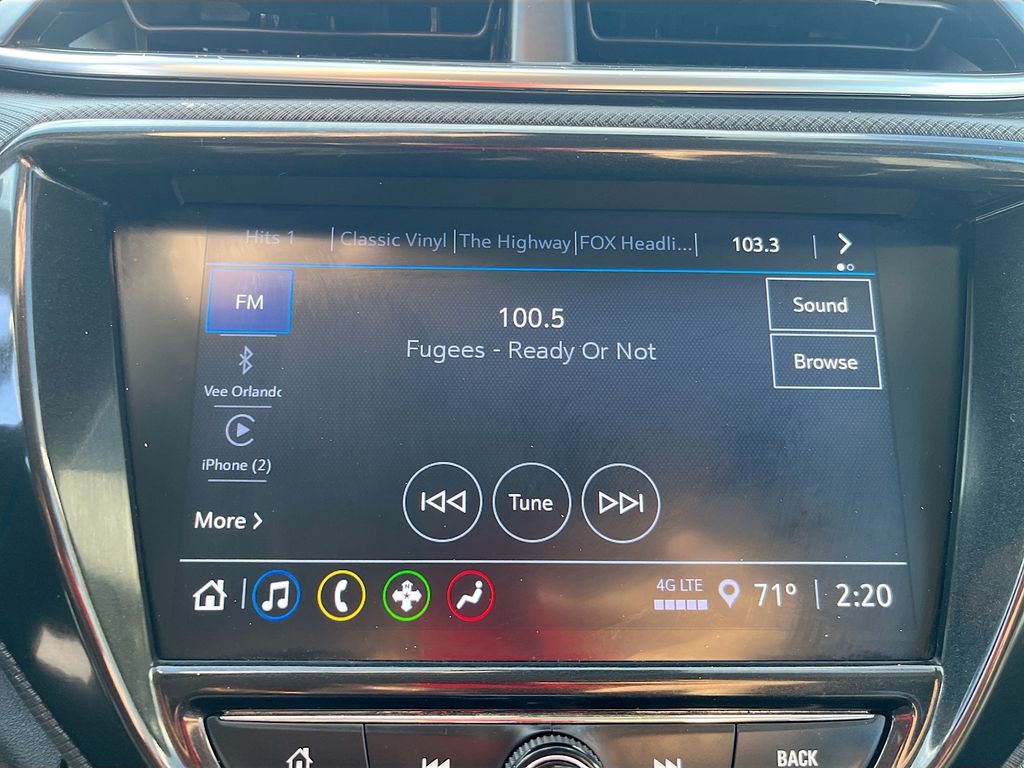 Hits 1 Classic Vinyl The Highway FOX Headli... 103.3
FM
100.5
Fugees - Ready Or Not
Sound
Browse
Vee Orlando
iPhone (2)
Tune
More
4G LTE
71° 2:20
BACK